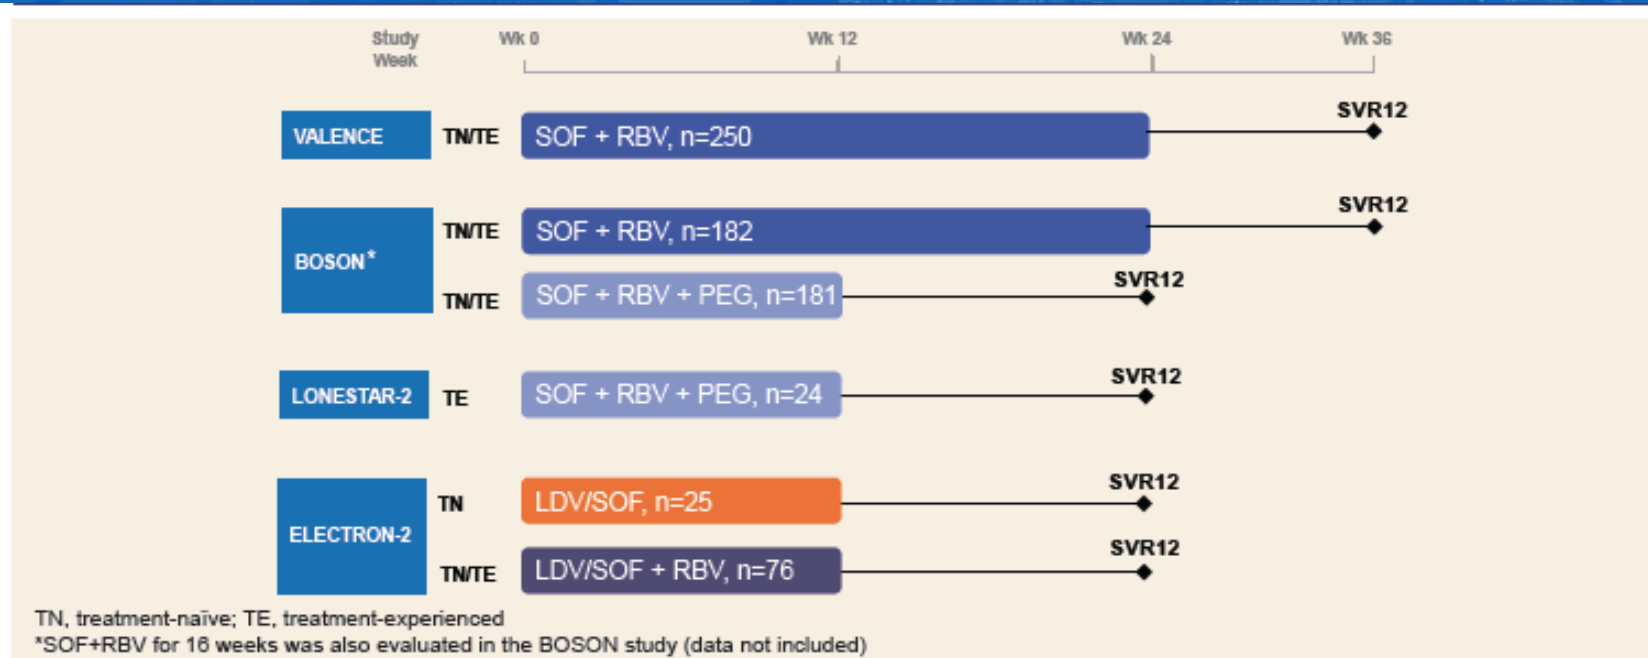 Study Week
Wk 0
Wk 12
Wk 24
Wk 36
VALENCE
TN/TE
SOF + RBV, n=250
SVR12
BOSON*
TN/TE
SOF + RBV, n=182
SVR12
TN/TE
SOF + RBV + PEG, n=181
SVR12
LONESTAR-2
TE
SOF + RBV + PEG, n=24
SVR12
ELECTRON-2
TN
LDV/SOF, n=25
SVR12
TN/TE
LDV/SOF + RBV, n=76
SVR12
TN, treatment-naïve; TE, treatment-experienced
*SOF+RBV for 16 weeks was also evaluated in the BOSON study (data not included)